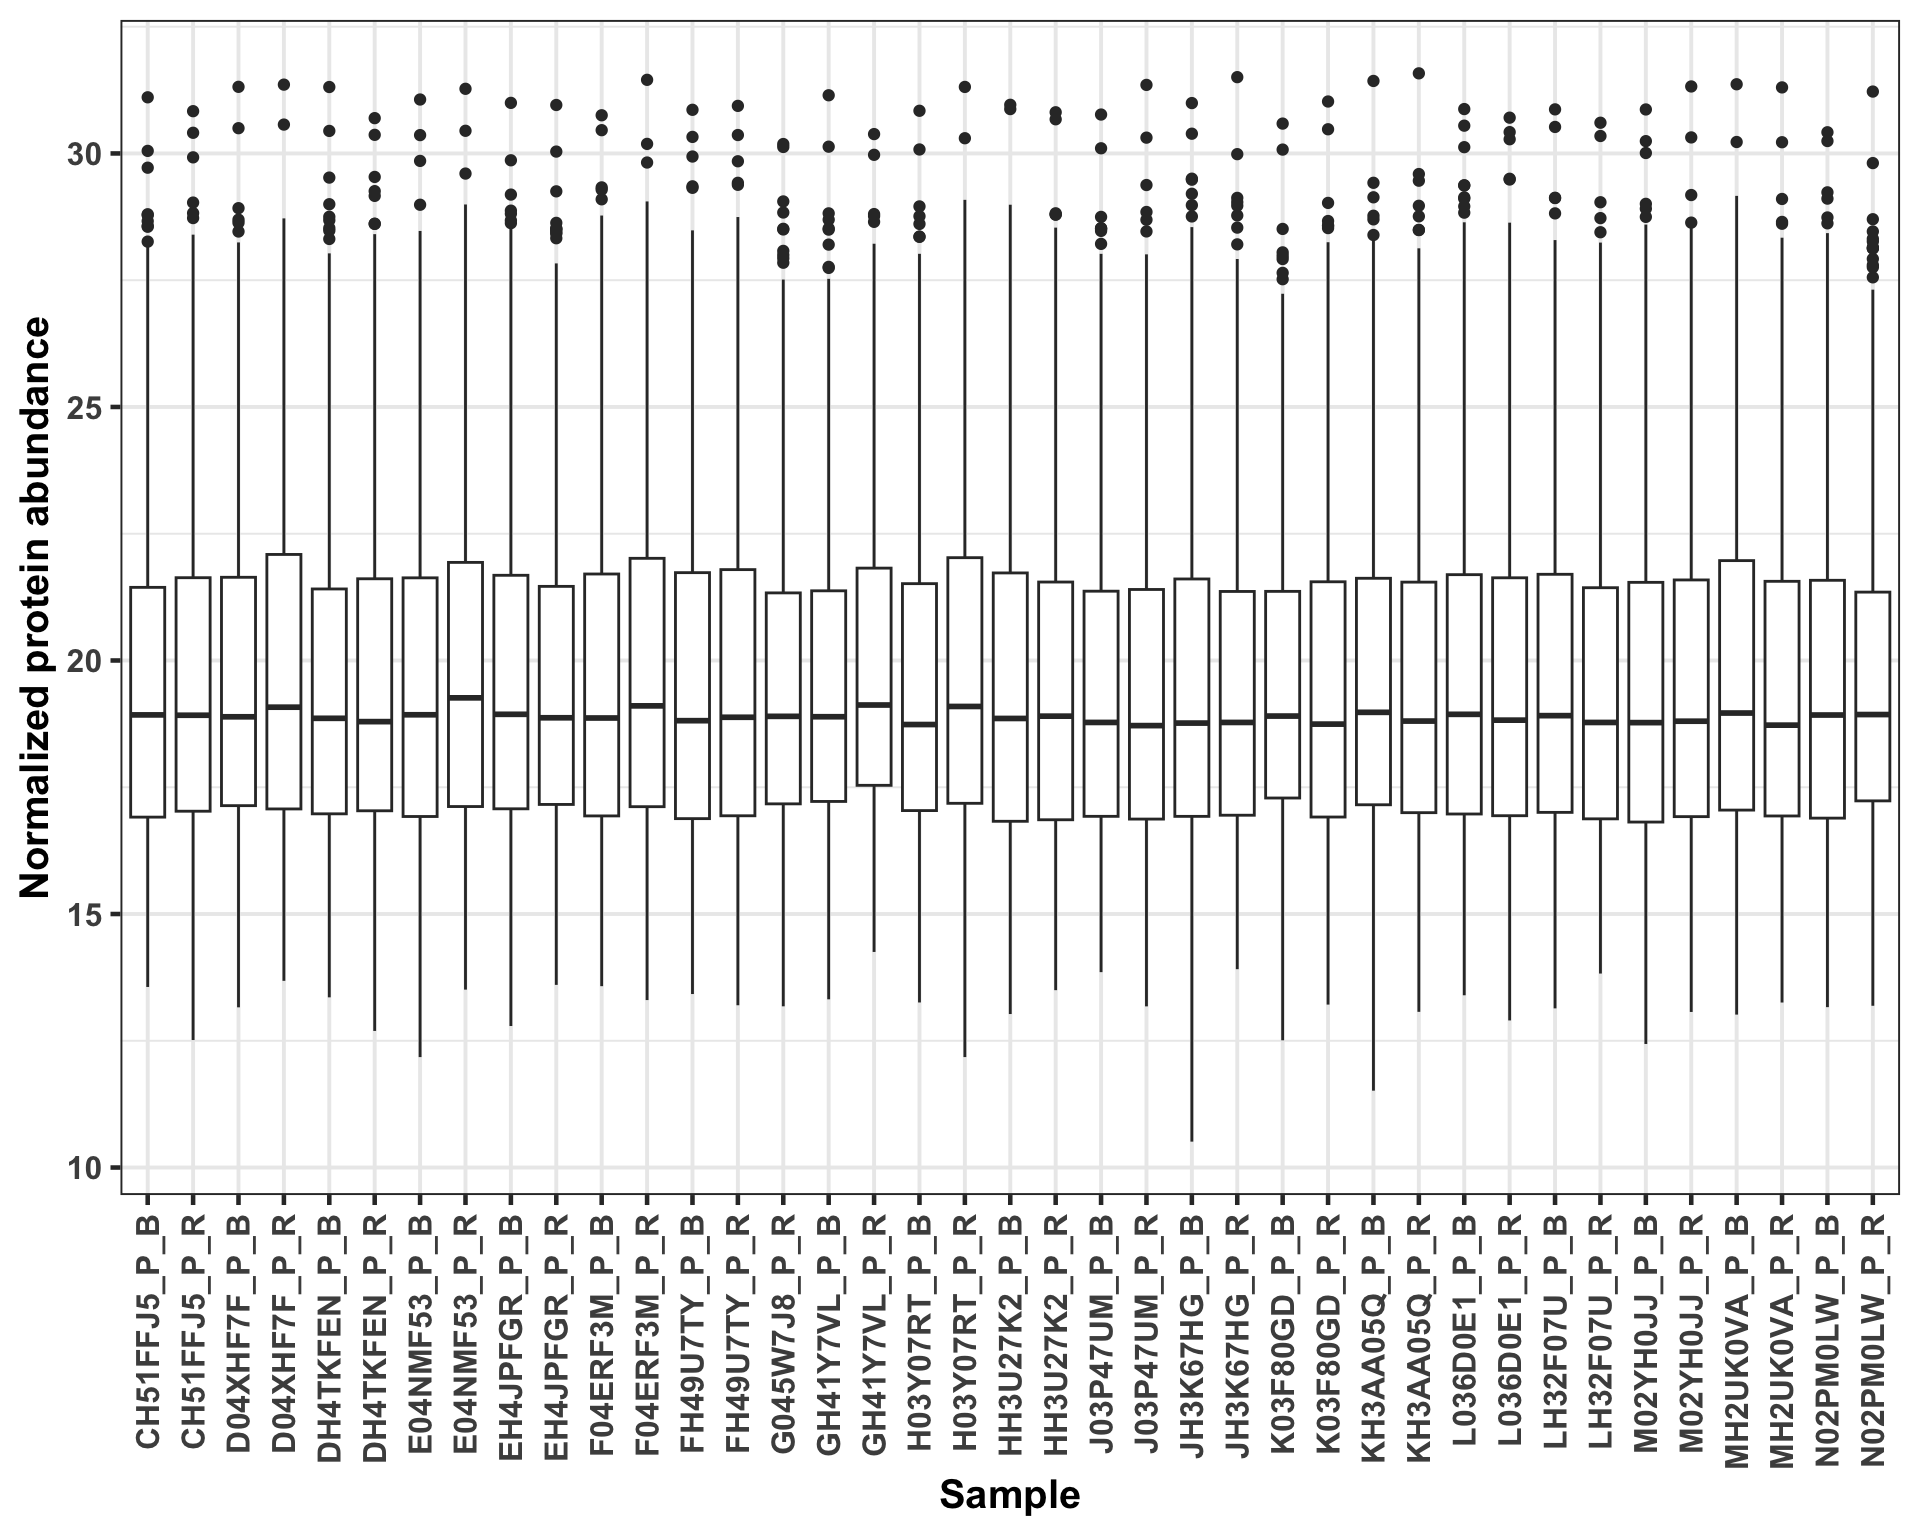 Normalized protein abundance
30
25
20
15
10
CH51FFJ5_P_B
CH51FFJ5_P_R
D04XHF7F_P_B
D04XHF7F_P_R
DH4TKFEN_P_B
DH4TKFEN_P_R
E04NMF53_P_B
E04NMF53_P_R
EH4JPFGR_P_B
EH4JPFGR_P_R
F04ERF3M_P_B
F04ERF3M_P_R
FH49U7TY_P_B
FH49U7TY_P_R
G045W7J8_P_R
GH41Y7VL_P_B
GH41Y7VL_P_R
H03Y07RT_P_B
H03Y07RT_P_R
HH3U27K2_P_B
HH3U27K2_P_R
J03P47UM_P_B
J03P47UM_P_R
JH3K67HG_P_B
JH3K67HG_P_R
K03F80GD_P_B
K03F80GD_P_R
KH3AA05Q_P_B
KH3AA05Q_P_R
L036D0E1_P_B
L036D0E1_P_R
LH32F07U_P_B
LH32F07U_P_R
M02YH0JJ_P_B
M02YH0JJ_P_R
MH2UK0VA_P_B
MH2UK0VA_P_R
N02PM0LW_P_B
N02PM0LW_P_R
Sample